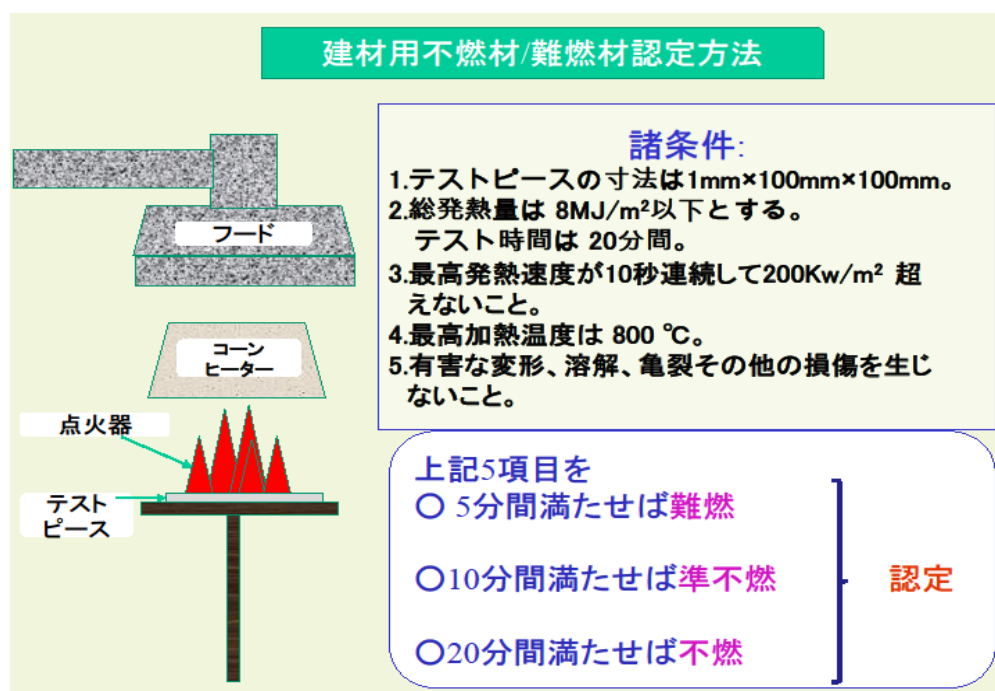 建材用不燃材/難燃材認定方法
フード
コーン
ヒーター
点火器
テスト
ピース
諸条件:
1.テストピースの寸法は1mm×100mm×100mm。
2.総発熱量は 8MJ/m²以下とする。
テスト時間は 20分間。
3.最高発熱速度が10秒連続して200Kw/m² 超
えないこと。
4.最高加熱温度は 800 ℃。
5.有害な変形、溶解、亀裂その他の損傷を生じ
ないこと。
上記5項目を
〇 5分間満たせば難燃
〇10分間満たせば準不燃
〇20分間満たせば不燃
認定